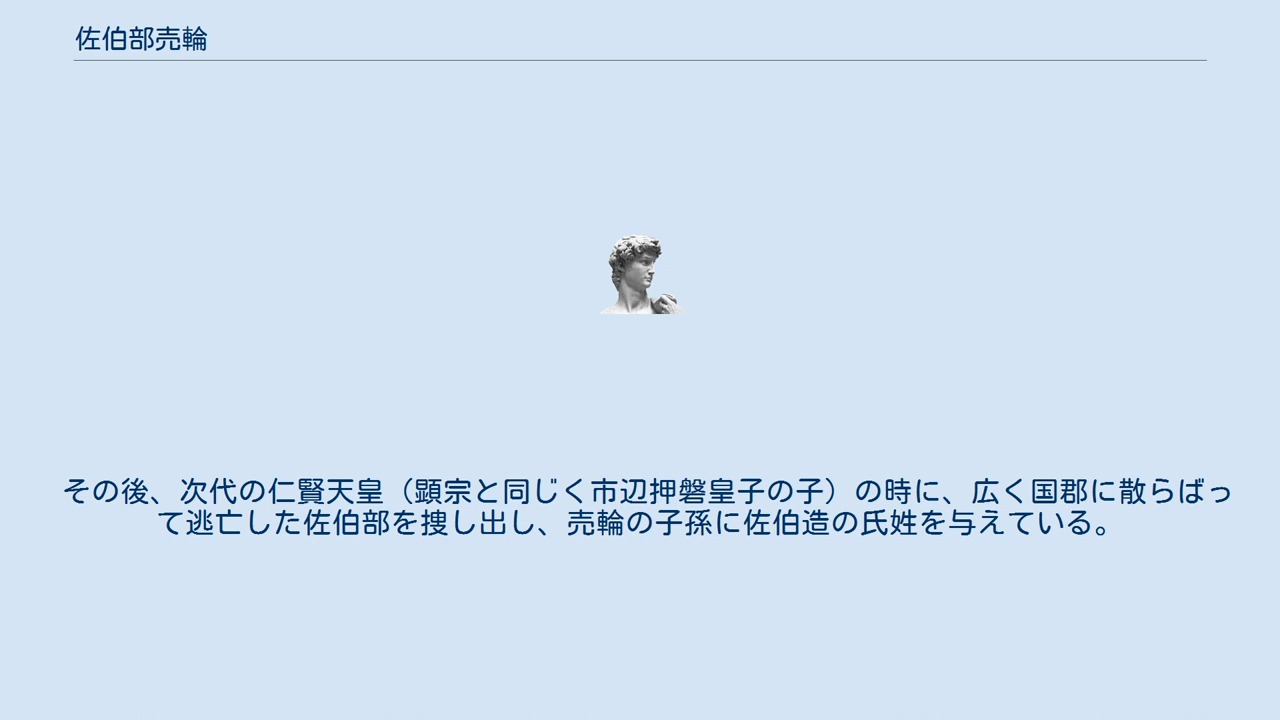 佐伯部売輪
その後、次代の仁賢天皇（顕宗と同じく市辺押磐皇子の子）の時に、広く国郡に散らばっ
て逃亡した佐伯部を捜し出し、売輪の子孫に佐伯造の氏姓を与えている。